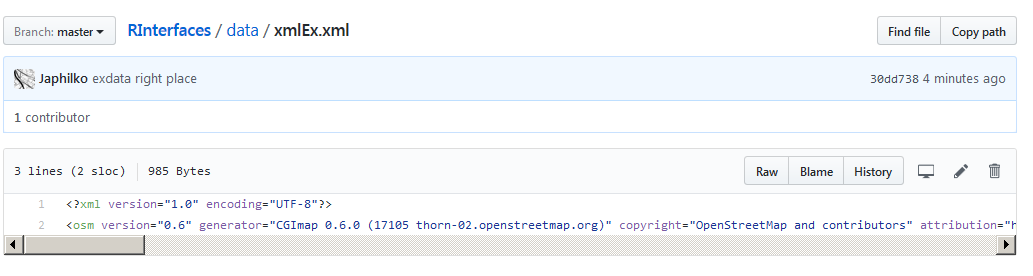 Branch: master RInterfaces / data / xmlEx.xml Find file Copy path
Japhilko exdata right place 30dd738 4 minutes ago
1 contributor
3 lines (2 sloc) 985 Bytes Raw Blame History
1 <?xml version="1.0" encoding="UTF-8"?>
2 <osm version="0.6" generator="CGImap 0.6.0 (17105 thorn-02.openstreetmap.org)" copyright="OpenStreetMap and contributors" attribution="h